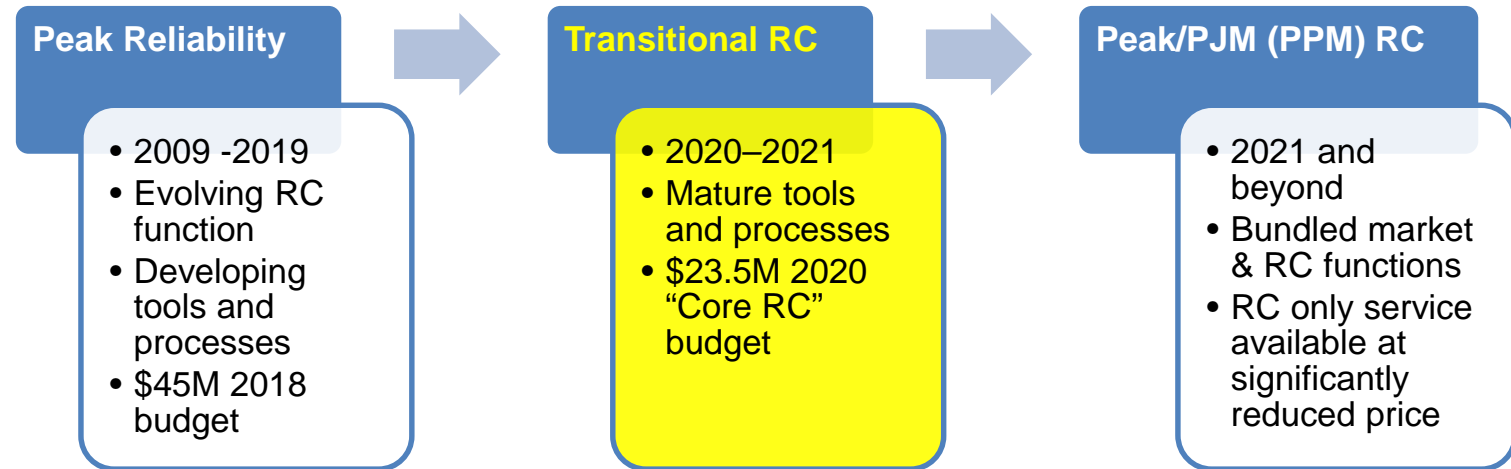 Peak Reliability
• 2009 -2019
• Evolving RC
function
• Developing
tools and
processes
• $45M 2018
budget
Transitional RC
• 2020–2021
• Mature tools
and processes
• $23.5M 2020
“Core RC”
budget
Peak/PJM (PPM) RC
• 2021 and
beyond
• Bundled market
& RC functions
• RC only service
available at
significantly
reduced price